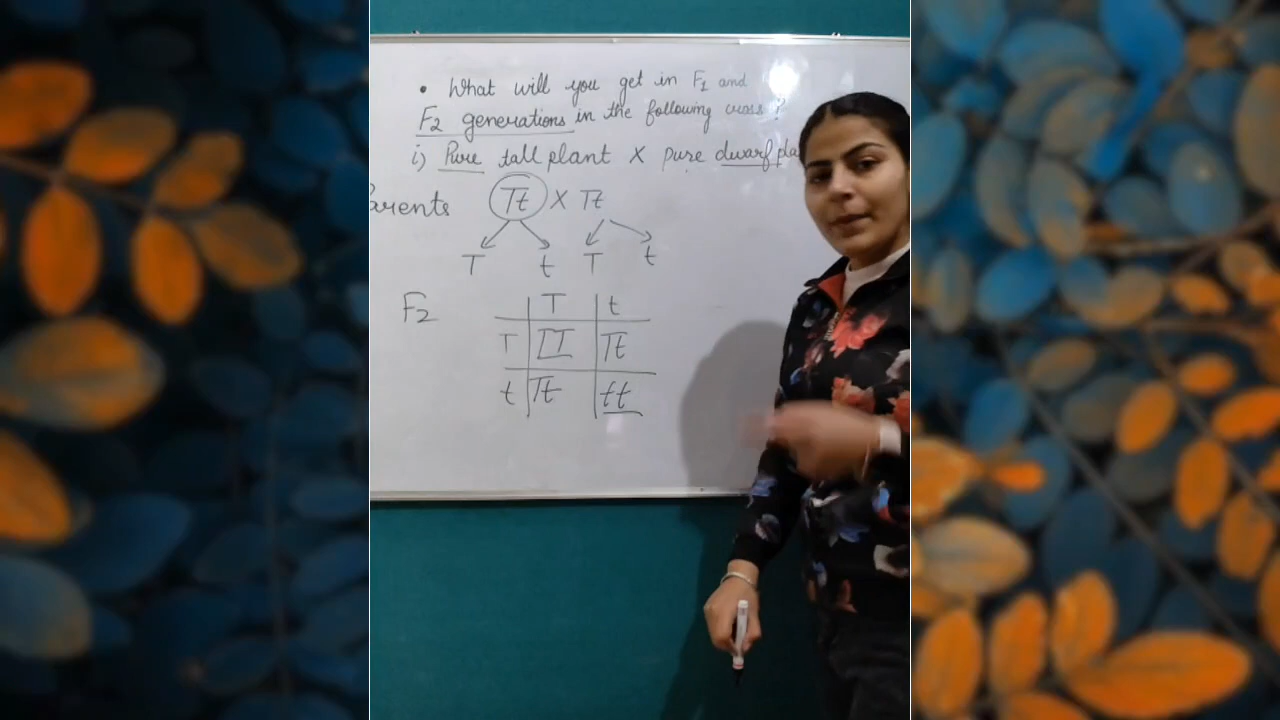 • What will you get in F1 and
F2 generations in the following cross?
i) Pure tall plant X pure dwarf
arents Tt X Tt
T t T t
F2
T t
T TT Tt
t Tt tt